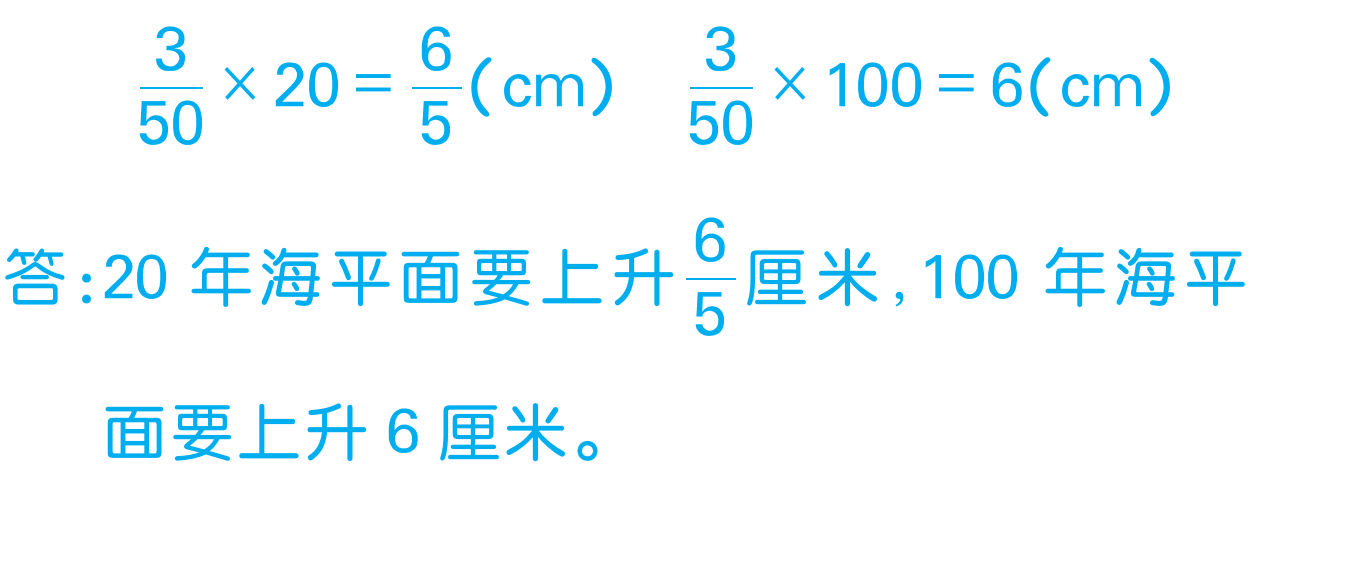 3/50 × 20 = 6/5 (cm) 3/50 × 100 = 6(cm)
答:20 年海平面要上升6/5厘米,100 年海平
面要上升 6 厘米。